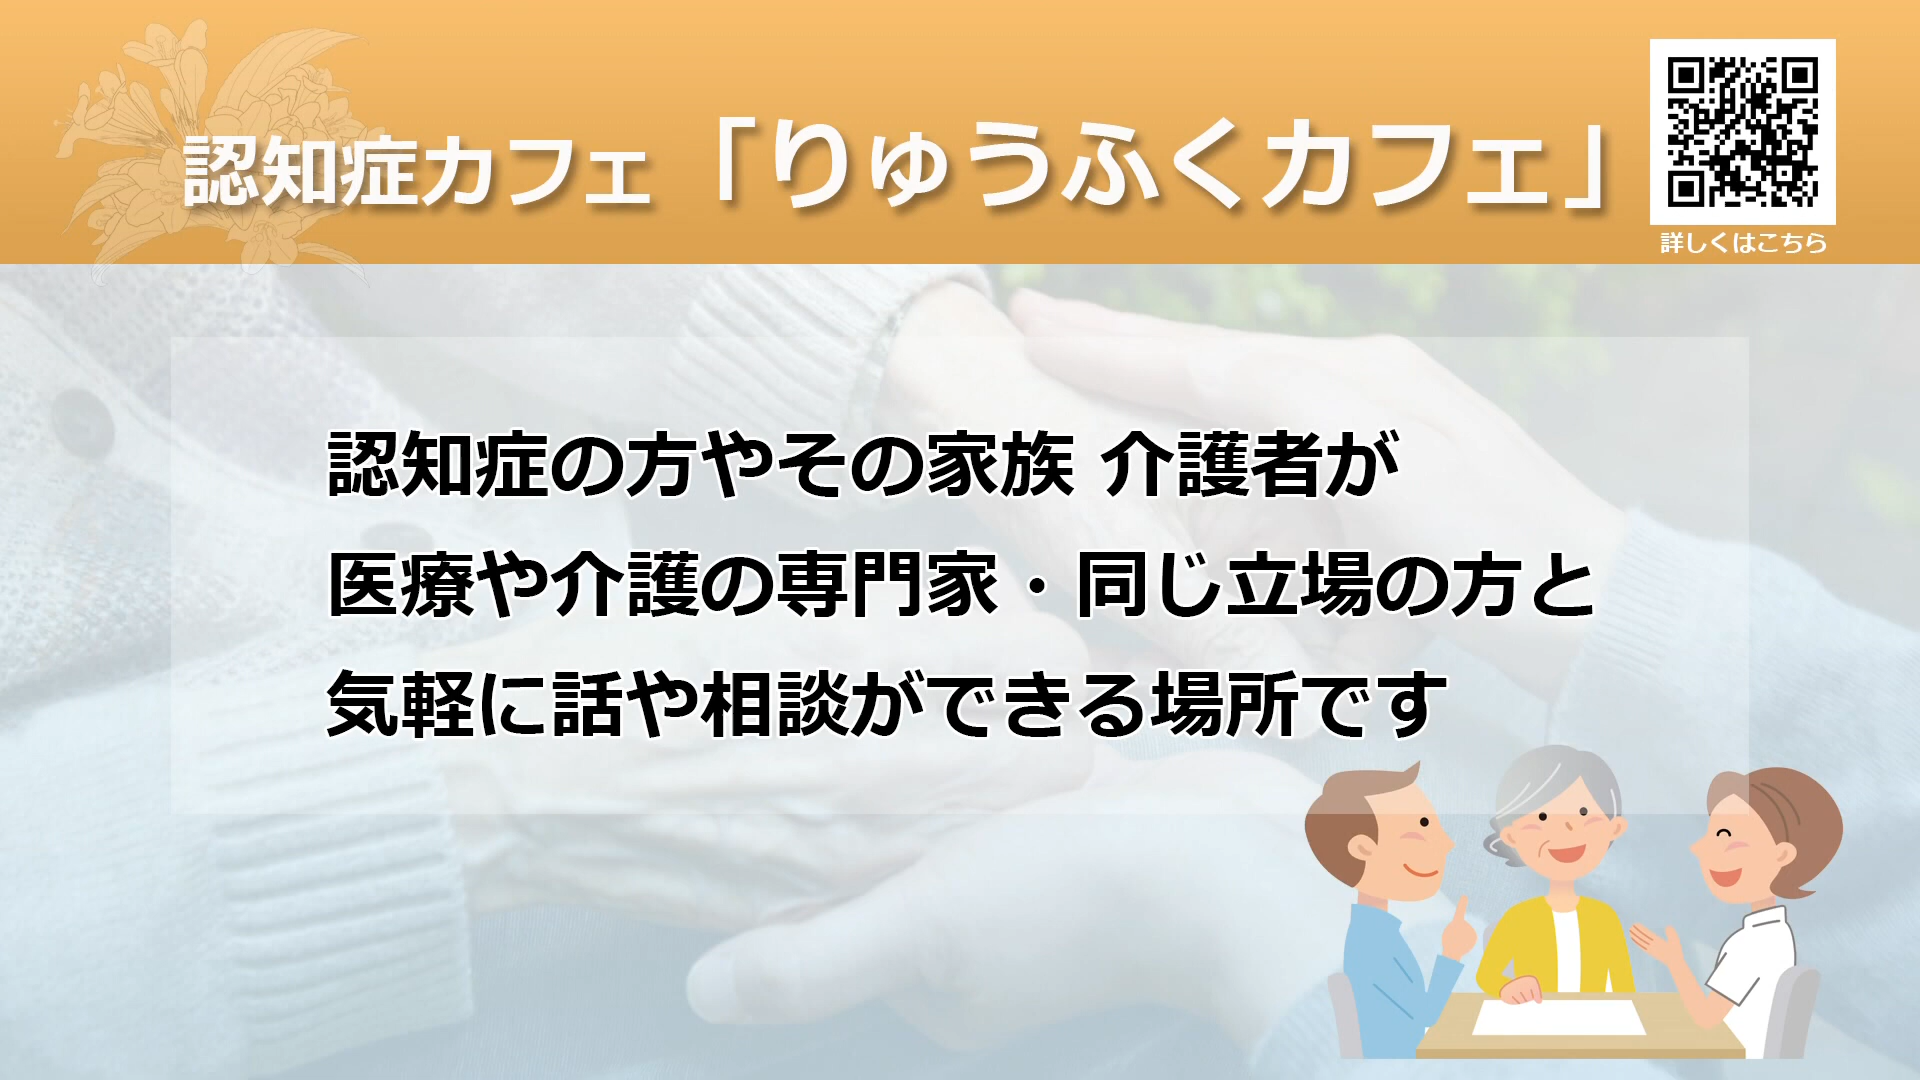 認知症カフェ「りゅうふくカフェ」
詳しくはこちら
認知症の方やその家族 介護者が
医療や介護の専門家・同じ立場の方と
気軽に話や相談ができる場所です